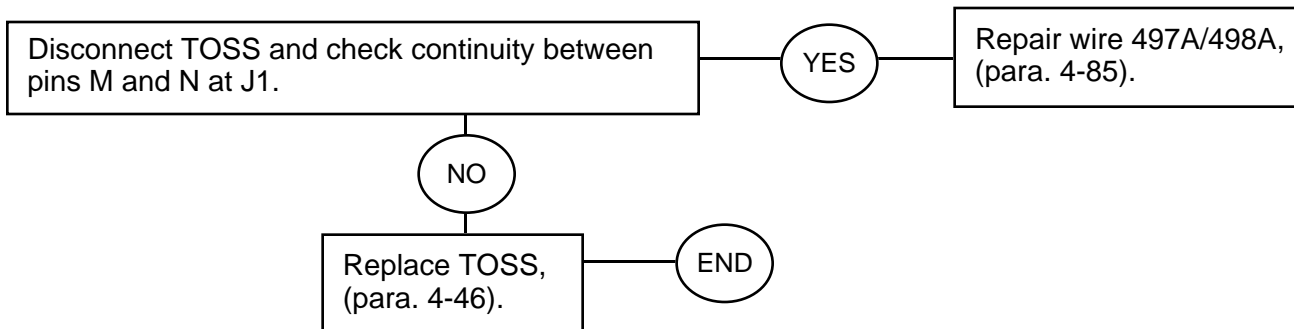 Disconnect TOSS and check continuity between
pins M and N at J1.
YES
Repair wire 497A/498A,
(para. 4-85).
NO
Replace TOSS,
(para. 4-46).
END